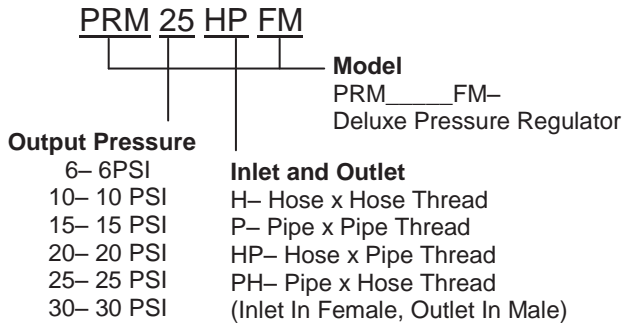 PRM 25 HP FM
Model
PRM_____FM–
Deluxe Pressure Regulator
Output Pressure
6– 6PSI
10– 10 PSI
15– 15 PSI
20– 20 PSI
25– 25 PSI
30– 30 PSI
Inlet and Outlet
H– Hose x Hose Thread
P– Pipe x Pipe Thread
HP– Hose x Pipe Thread
PH– Pipe x Hose Thread
(Inlet In Female, Outlet In Male)